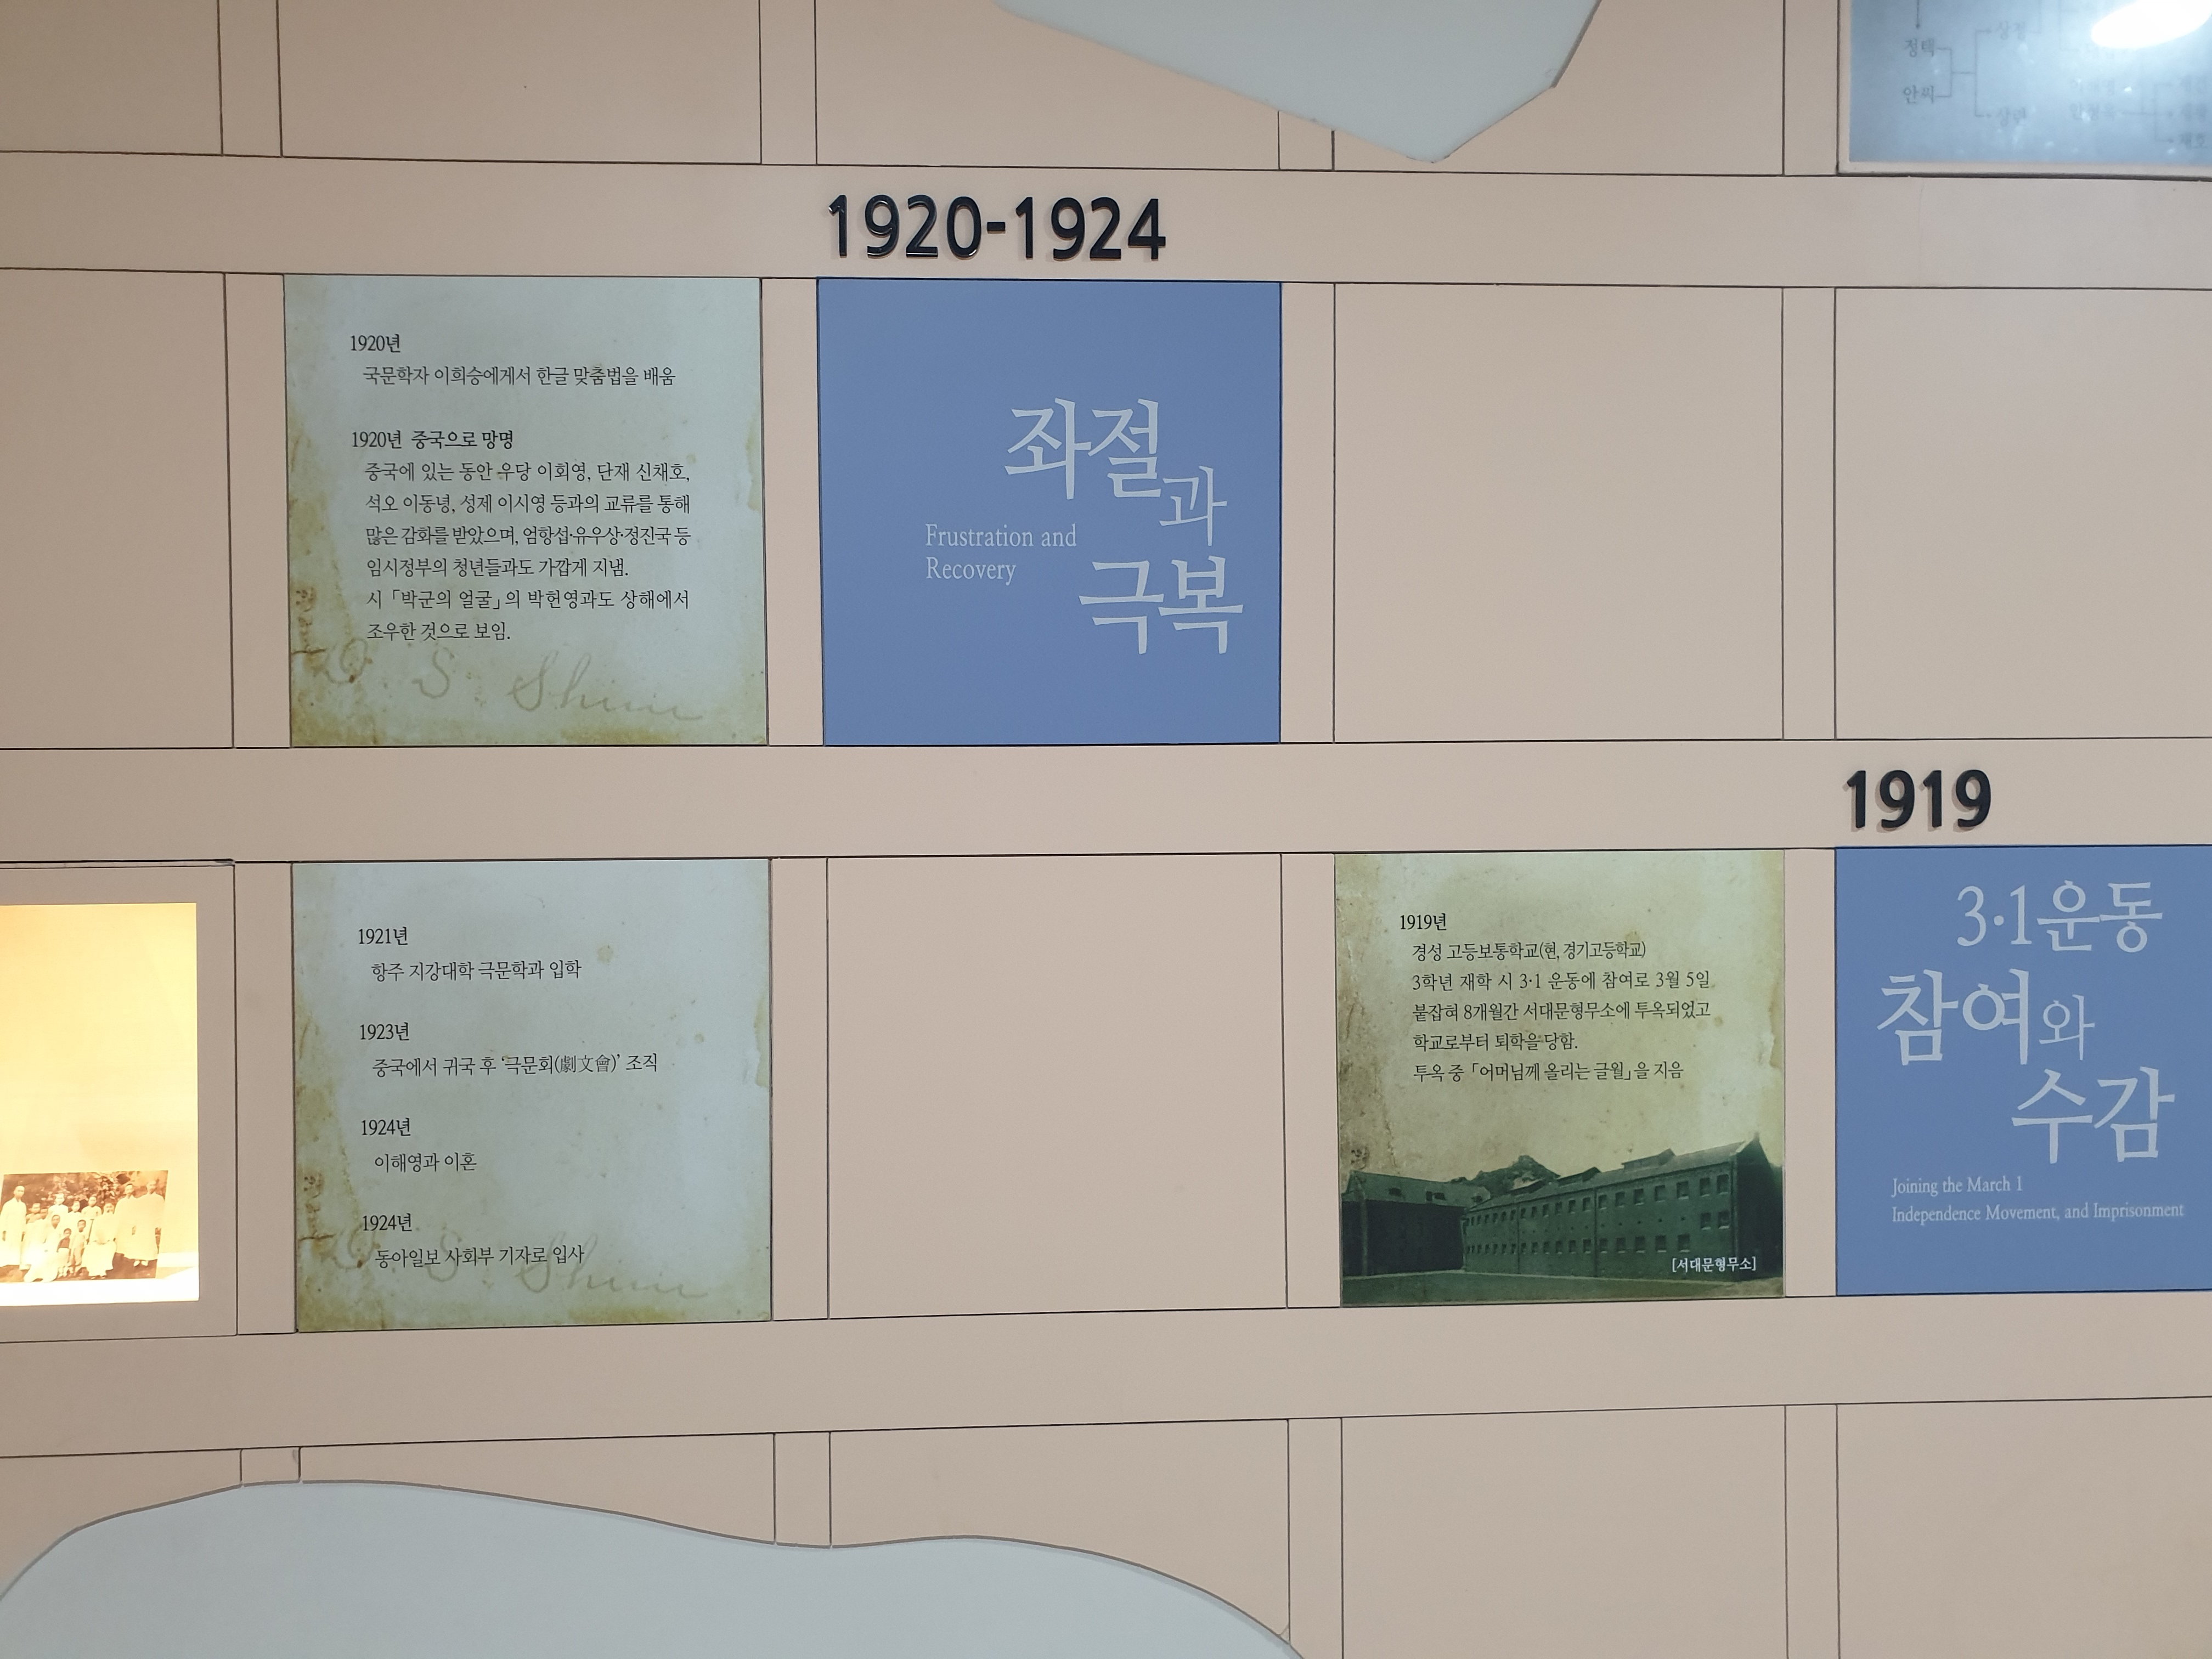 정택
상정
안씨
상련
1920-1924
1920년
국문학자 이희승에게서 한글 맞춤법을 배움
1920년 중국으로 망명
중국에 있는 동안 우당 이회영, 단재 신채호,
석오 이동녕, 성제 이시영 등과의 교류를 통해
많은 감화를 받았으며, 엄항섭·유우상·정진국 등
임시정부의 청년들과도 가깝게 지냄.
시 「박군의 얼굴」의 박헌영과도 상해에서
조우한 것으로 보임.
D. S. Shim
좌절과
Frustration and
Recovery
극복
1919
1921년
항주 지강대학 극문학과 입학
1923년
중국에서 귀국 후 ‘극문회(劇文會)’ 조직
1924년
이해영과 이혼
1924년
동아일보 사회부 기자로 입사
S. Shim
1919년
경성 고등보통학교(현, 경기고등학교)
3학년 재학 시 3·1 운동에 참여로 3월 5일
붙잡혀 8개월간 서대문형무소에 투옥되었고
학교로부터 퇴학을 당함.
투옥 중 「어머님께 올리는 글월」을 지음
[서대문형무소]
3·1운동
참여와
수감
Joining the March 1
Independence Movement, and Imprisonment